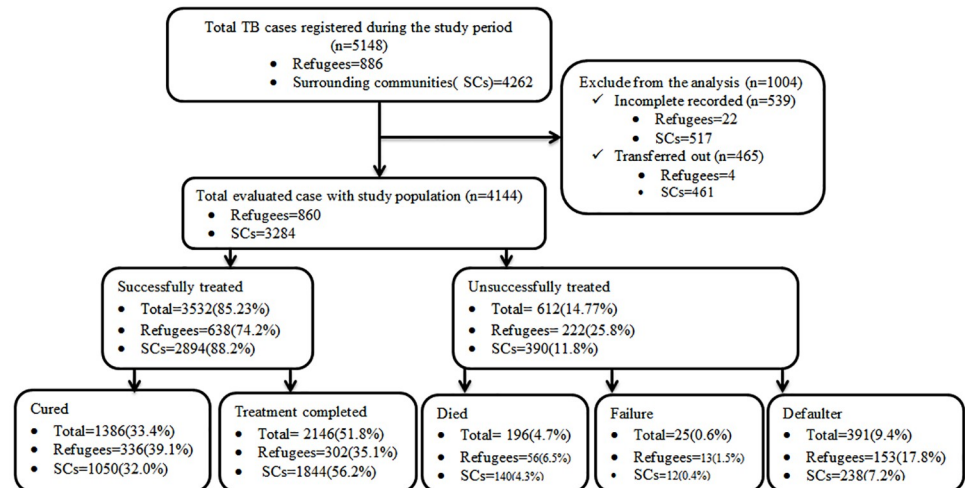 Total TB cases registered during the study period
(n=5148)
• Refugees=886
• Surrounding communities( SCs)=4262
Exclude from the analysis (n=1004)
✓ Incomplete recorded (n=539)
• Refugees=22
• SCs=517
✓ Transferred out (n=465)
• Refugees=4
• SCs=461
Total evaluated case with study population (n=4144)
• Refugees=860
• SCs=3284
Successfully treated
• Total=3532(85.23%)
• Refugees=638(74.2%)
• SCs=2894(88.2%)
Unsuccessfully treated
• Total= 612(14.77%)
• Refugees= 222(25.8%)
• SCs=390(11.8%)
Cured
• Total=1386(33.4%)
• Refugees=336(39.1%)
• SCs=1050(32.0%)
Treatment completed
• Total= 2146(51.8%)
• Refugees=302(35.1%)
• SCs=1844(56.2%)
Died
• Total= 196(4.7%)
• Refugees=56(6.5%)
• SCs=140(4.3%)
Failure
• Total=25(0.6%)
• Refugees=13(1.5%)
• SCs=12(0.4%)
Defaulter
• Total=391(9.4%)
• Refugees=153(17.8%)
• SCs=238(7.2%)